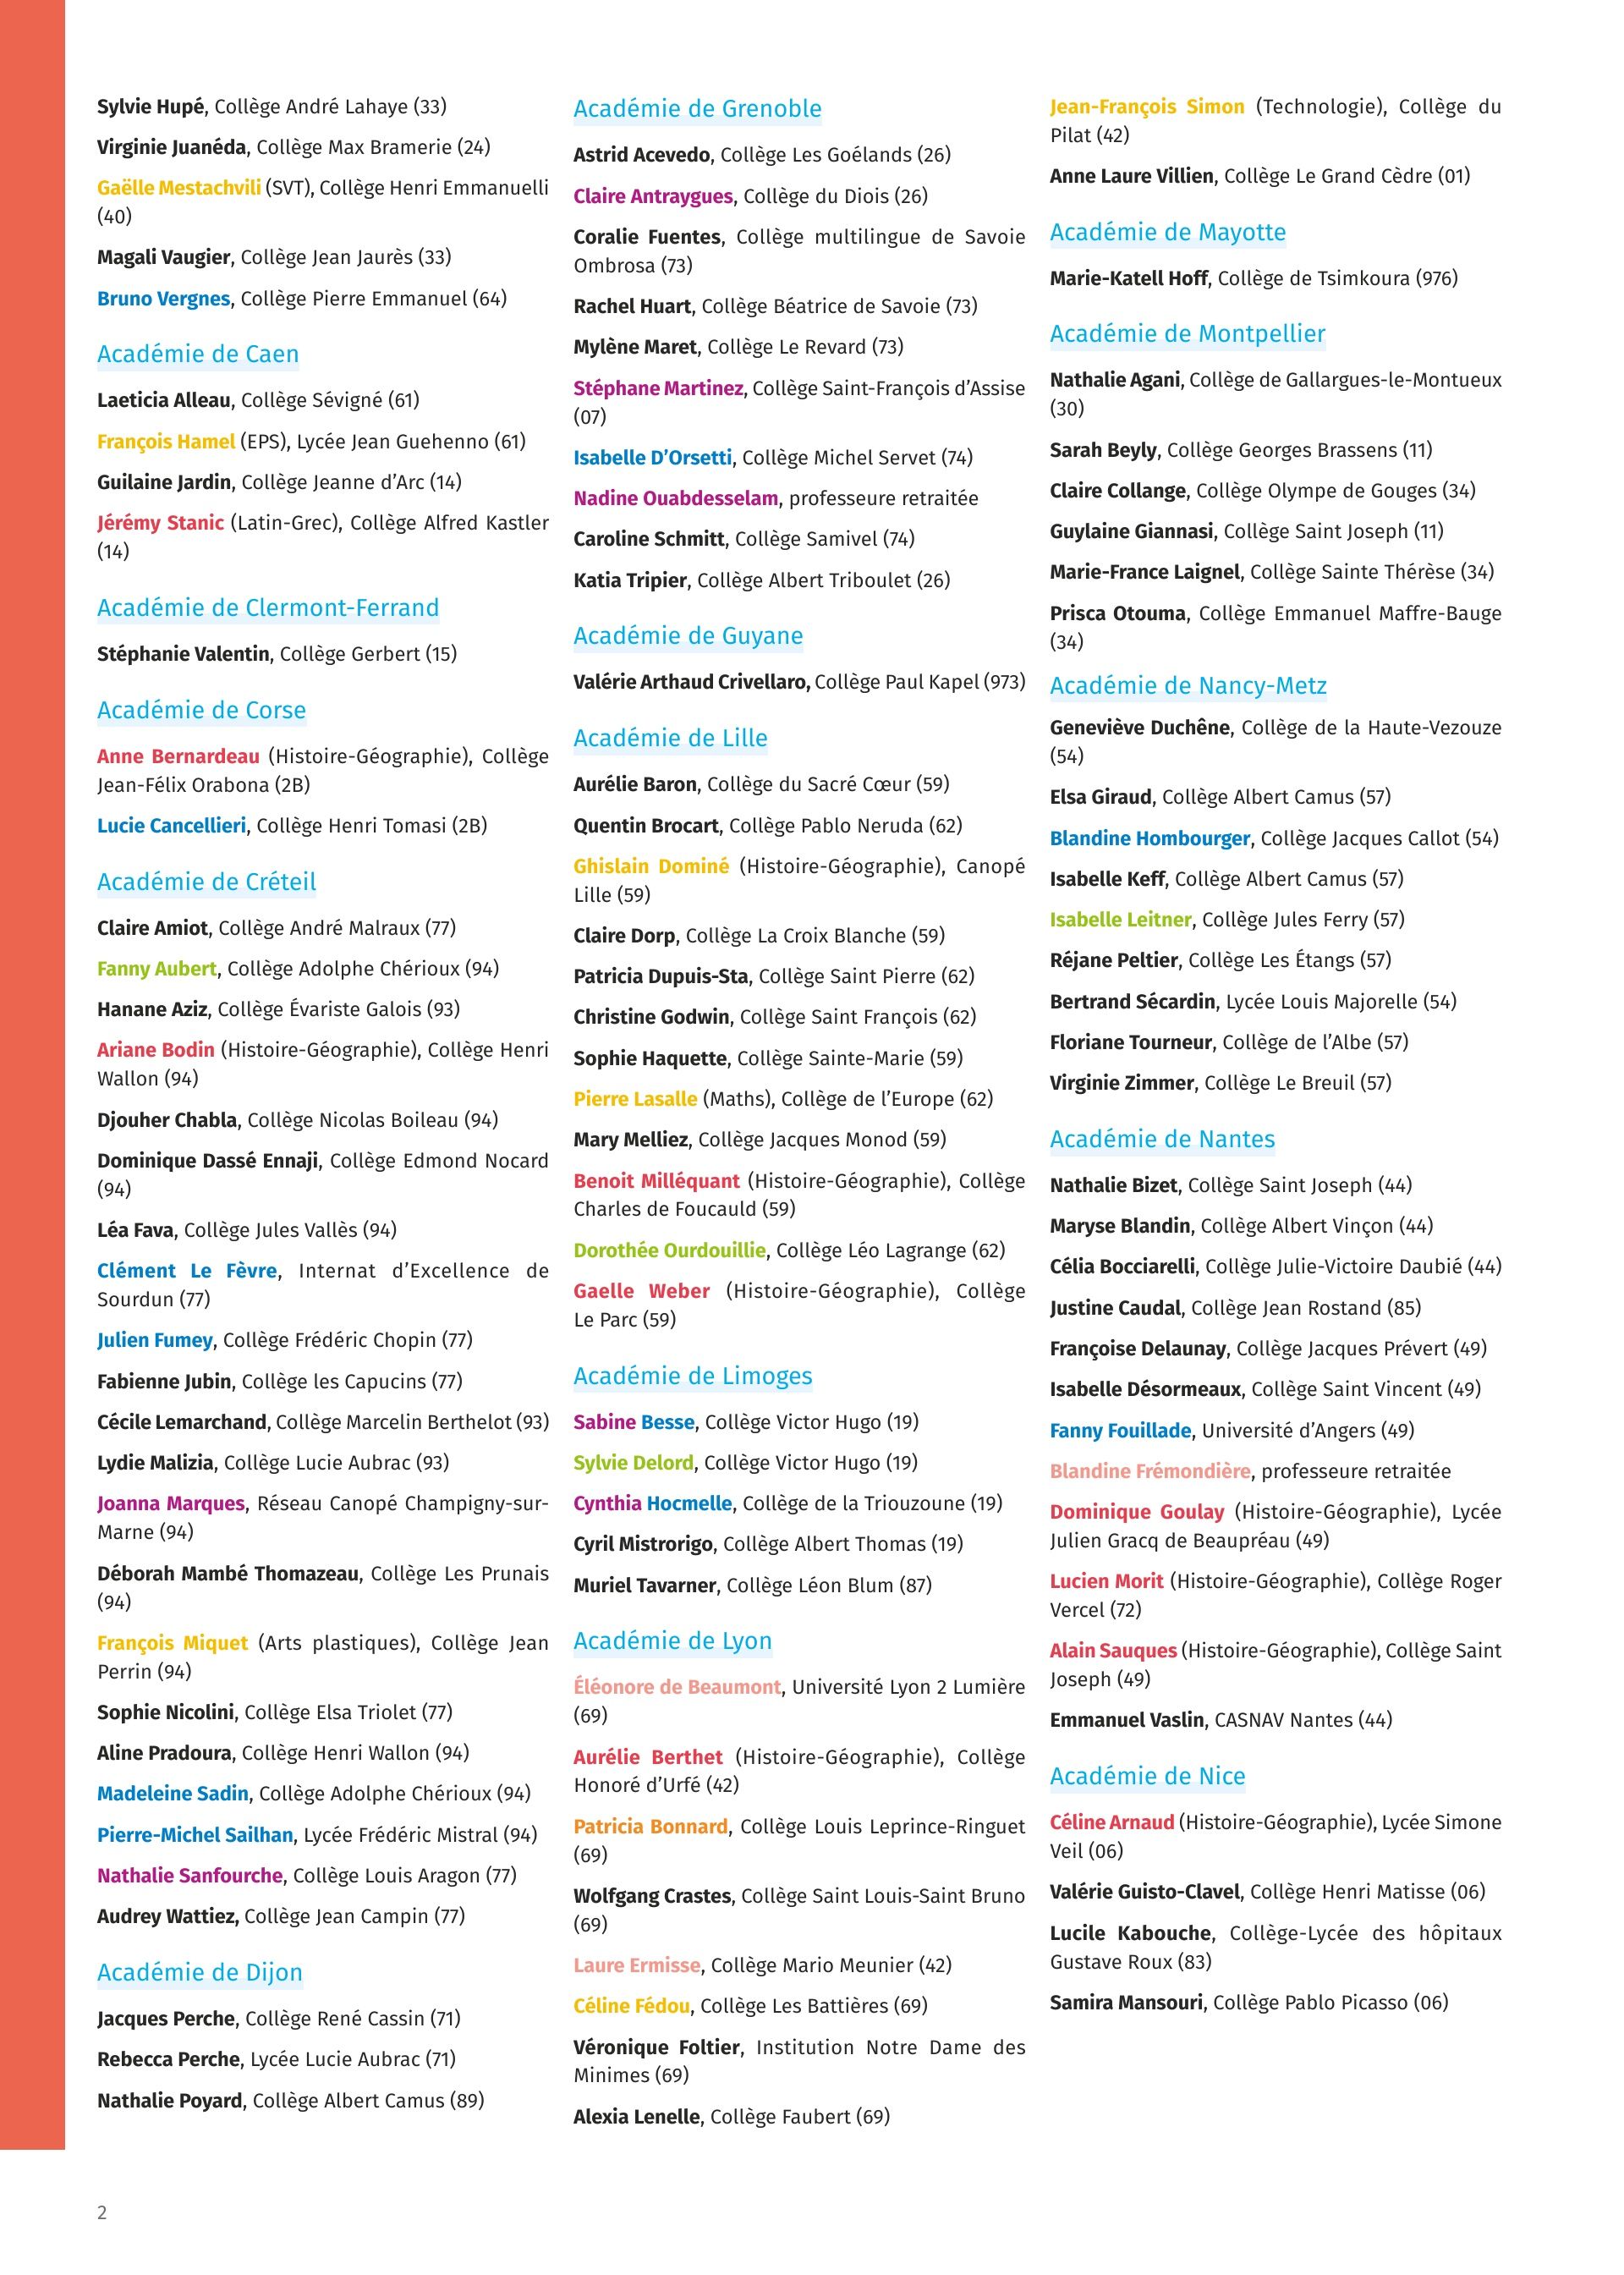 Sylvie Hupé, Collège André Lahaye (33)
Virginie Juanéda, Collège Max Bramerie (24)
Gaëlle Mestachvili (SVT), Collège Henri Emmanuelli
(40)
Magali Vaugier, Collège Jean Jaurès (33)
Bruno Vergnes, Collège Pierre Emmanuel (64)
Académie de Caen
Laeticia Alleau, Collège Sévigné (61)
François Hamel (EPS), Lycée Jean Guehenno (61)
Guilaine Jardin, Collège Jeanne d’Arc (14)
Jérémy Stanic (Latin-Grec), Collège Alfred Kastler
(14)
Académie de Clermont-Ferrand
Stéphanie Valentin, Collège Gerbert (15)
Académie de Corse
Anne Bernardeau (Histoire-Géographie), Collège
Jean-Félix Orabona (2B)
Lucie Cancellieri, Collège Henri Tomasi (2B)
Académie de Créteil
Claire Amiot, Collège André Malraux (77)
Fanny Aubert, Collège Adolphe Chérioux (94)
Hanane Aziz, Collège Évariste Galois (93)
Ariane Bodin (Histoire-Géographie), Collège Henri
Wallon (94)
Djouher Chabla, Collège Nicolas Boileau (94)
Dominique Dassé Ennaji, Collège Edmond Nocard
(94)
Léa Fava, Collège Jules Vallès (94)
Clément Le Fèvre, Internat d’Excellence de
Sourdun (77)
Julien Fumey, Collège Frédéric Chopin (77)
Fabienne Jubin, Collège les Capucins (77)
Cécile Lemarchand, Collège Marcelin Berthelot (93)
Lydie Malizia, Collège Lucie Aubrac (93)
Joanna Marques, Réseau Canopé Champigny-sur-
Marne (94)
Déborah Mambé Thomazeau, Collège Les Prunais
(94)
François Miquet (Arts plastiques), Collège Jean
Perrin (94)
Sophie Nicolini, Collège Elsa Triolet (77)
Aline Pradoura, Collège Henri Wallon (94)
Madeleine Sadin, Collège Adolphe Chérioux (94)
Pierre-Michel Sailhan, Lycée Frédéric Mistral (94)
Nathalie Sanfourche, Collège Louis Aragon (77)
Audrey Wattiez, Collège Jean Campin (77)
Académie de Dijon
Jacques Perche, Collège René Cassin (71)
Rebecca Perche, Lycée Lucie Aubrac (71)
Nathalie Poyard, Collège Albert Camus (89)
Académie de Grenoble
Astrid Acevedo, Collège Les Goélands (26)
Claire Antraygues, Collège du Diois (26)
Coralie Fuentes, Collège multilingue de Savoie
Ombrosa (73)
Rachel Huart, Collège Béatrice de Savoie (73)
Mylène Maret, Collège Le Revard (73)
Stéphane Martinez, Collège Saint-François d’Assise
(07)
Isabelle D’Orsetti, Collège Michel Servet (74)
Nadine Ouabdesselam, professeure retraitée
Caroline Schmitt, Collège Samivel (74)
Katia Tripier, Collège Albert Triboulet (26)
Académie de Guyane
Valérie Arthaud Crivellaro, Collège Paul Kapel (973)
Académie de Lille
Aurélie Baron, Collège du Sacré Cœur (59)
Quentin Brocart, Collège Pablo Neruda (62)
Ghislain Dominé (Histoire-Géographie), Canopé
Lille (59)
Claire Dorp, Collège La Croix Blanche (59)
Patricia Dupuis-Sta, Collège Saint Pierre (62)
Christine Godwin, Collège Saint François (62)
Sophie Haquette, Collège Sainte-Marie (59)
Pierre Lasalle (Maths), Collège de l’Europe (62)
Mary Melliez, Collège Jacques Monod (59)
Benoit Milléquant (Histoire-Géographie), Collège
Charles de Foucauld (59)
Dorothée Ourdouillie, Collège Léo Lagrange (62)
Gaelle Weber (Histoire-Géographie), Collège
Le Parc (59)
Académie de Limoges
Sabine Besse, Collège Victor Hugo (19)
Sylvie Delord, Collège Victor Hugo (19)
Cynthia Hocmelle, Collège de la Triouzoune (19)
Cyril Mistrorigo, Collège Albert Thomas (19)
Muriel Tavarner, Collège Léon Blum (87)
Académie de Lyon
Éléonore de Beaumont, Université Lyon 2 Lumière
(69)
Aurélie Berthet (Histoire-Géographie), Collège
Honoré d’Urfé (42)
Patricia Bonnard, Collège Louis Leprince-Ringuet
(69)
Wolfgang Crastes, Collège Saint Louis-Saint Bruno
(69)
Laure Ermisse, Collège Mario Meunier (42)
Céline Fédou, Collège Les Battières (69)
Véronique Foltier, Institution Notre Dame des
Minimes (69)
Alexia Lenelle, Collège Faubert (69)
Jean-François Simon (Technologie), Collège du
Pilat (42)
Anne Laure Villien, Collège Le Grand Cèdre (01)
Académie de Mayotte
Marie-Katell Hoff, Collège de Tsimkoura (976)
Académie de Montpellier
Nathalie Agani, Collège de Gallargues-le-Montueux
(30)
Sarah Beyly, Collège Georges Brassens (11)
Claire Collange, Collège Olympe de Gouges (34)
Guylaine Giannasi, Collège Saint Joseph (11)
Marie-France Laignel, Collège Sainte Thérèse (34)
Prisca Otouma, Collège Emmanuel Maffre-Bauge
(34)
Académie de Nancy-Metz
Geneviève Duchêne, Collège de la Haute-Vezouze
(54)
Elsa Giraud, Collège Albert Camus (57)
Blandine Hombourger, Collège Jacques Callot (54)
Isabelle Keff, Collège Albert Camus (57)
Isabelle Leitner, Collège Jules Ferry (57)
Réjane Peltier, Collège Les Étangs (57)
Bertrand Sécardin, Lycée Louis Majorelle (54)
Floriane Tourneur, Collège de l’Albe (57)
Virginie Zimmer, Collège Le Breuil (57)
Académie de Nantes
Nathalie Bizet, Collège Saint Joseph (44)
Maryse Blandin, Collège Albert Vinçon (44)
Célia Bocciarelli, Collège Julie-Victoire Daubié (44)
Justine Caudal, Collège Jean Rostand (85)
Françoise Delaunay, Collège Jacques Prévert (49)
Isabelle Désormeaux, Collège Saint Vincent (49)
Fanny Fouillade, Université d’Angers (49)
Blandine Frémondière, professeure retraitée
Dominique Goulay (Histoire-Géographie), Lycée
Julien Gracq de Beaupréau (49)
Lucien Morit (Histoire-Géographie), Collège Roger
Vercel (72)
Alain Sauques (Histoire-Géographie), Collège Saint
Joseph (49)
Emmanuel Vaslin, CASNAV Nantes (44)
Académie de Nice
Céline Arnaud (Histoire-Géographie), Lycée Simone
Veil (06)
Valérie Guisto-Clavel, Collège Henri Matisse (06)
Lucile Kabouche, Collège-Lycée des hôpitaux
Gustave Roux (83)
Samira Mansouri, Collège Pablo Picasso (06)
2